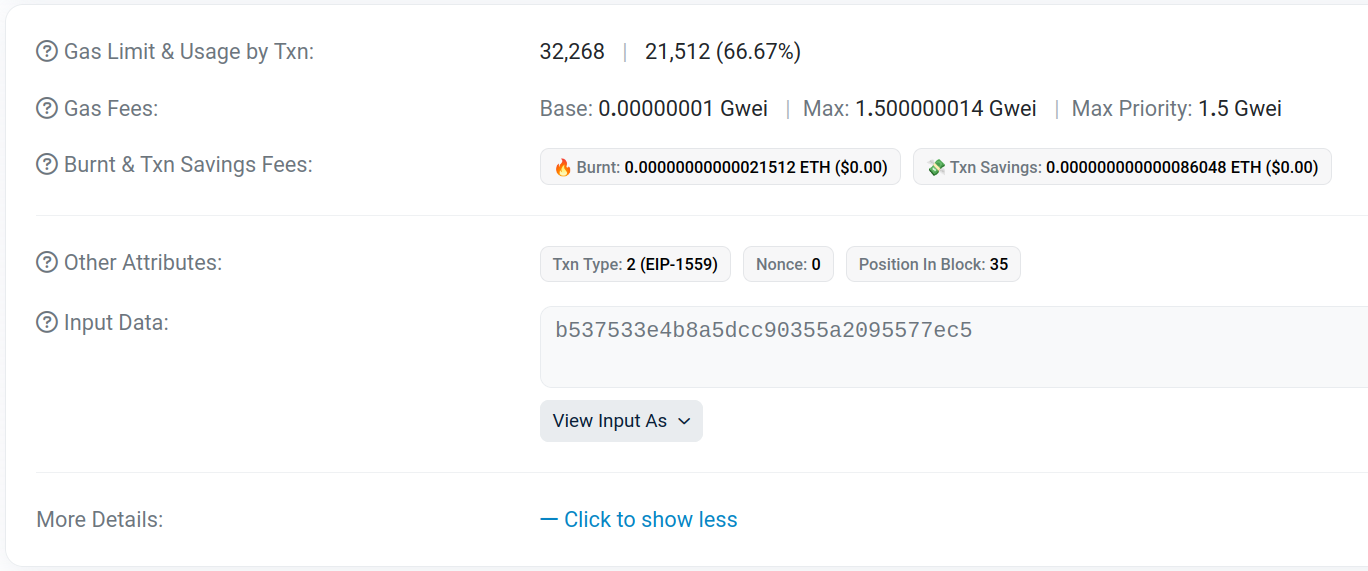 Gas Limit & Usage by Txn: 32,268 | 21,512 (66.67%)
Gas Fees: Base: 0.00000001 Gwei | Max: 1.500000014 Gwei | Max Priority: 1.5 Gwei
Burnt & Txn Savings Fees: 🔥 Burnt: 0.00000000000021512 ETH ($0.00) 💸 Txn Savings: 0.000000000000086048 ETH ($0.00)
Other Attributes: Txn Type: 2 (EIP-1559) Nonce: 0 Position In Block: 35
Input Data: b537533e4b8a5dcc90355a2095577ec5
View Input As
More Details: — Click to show less